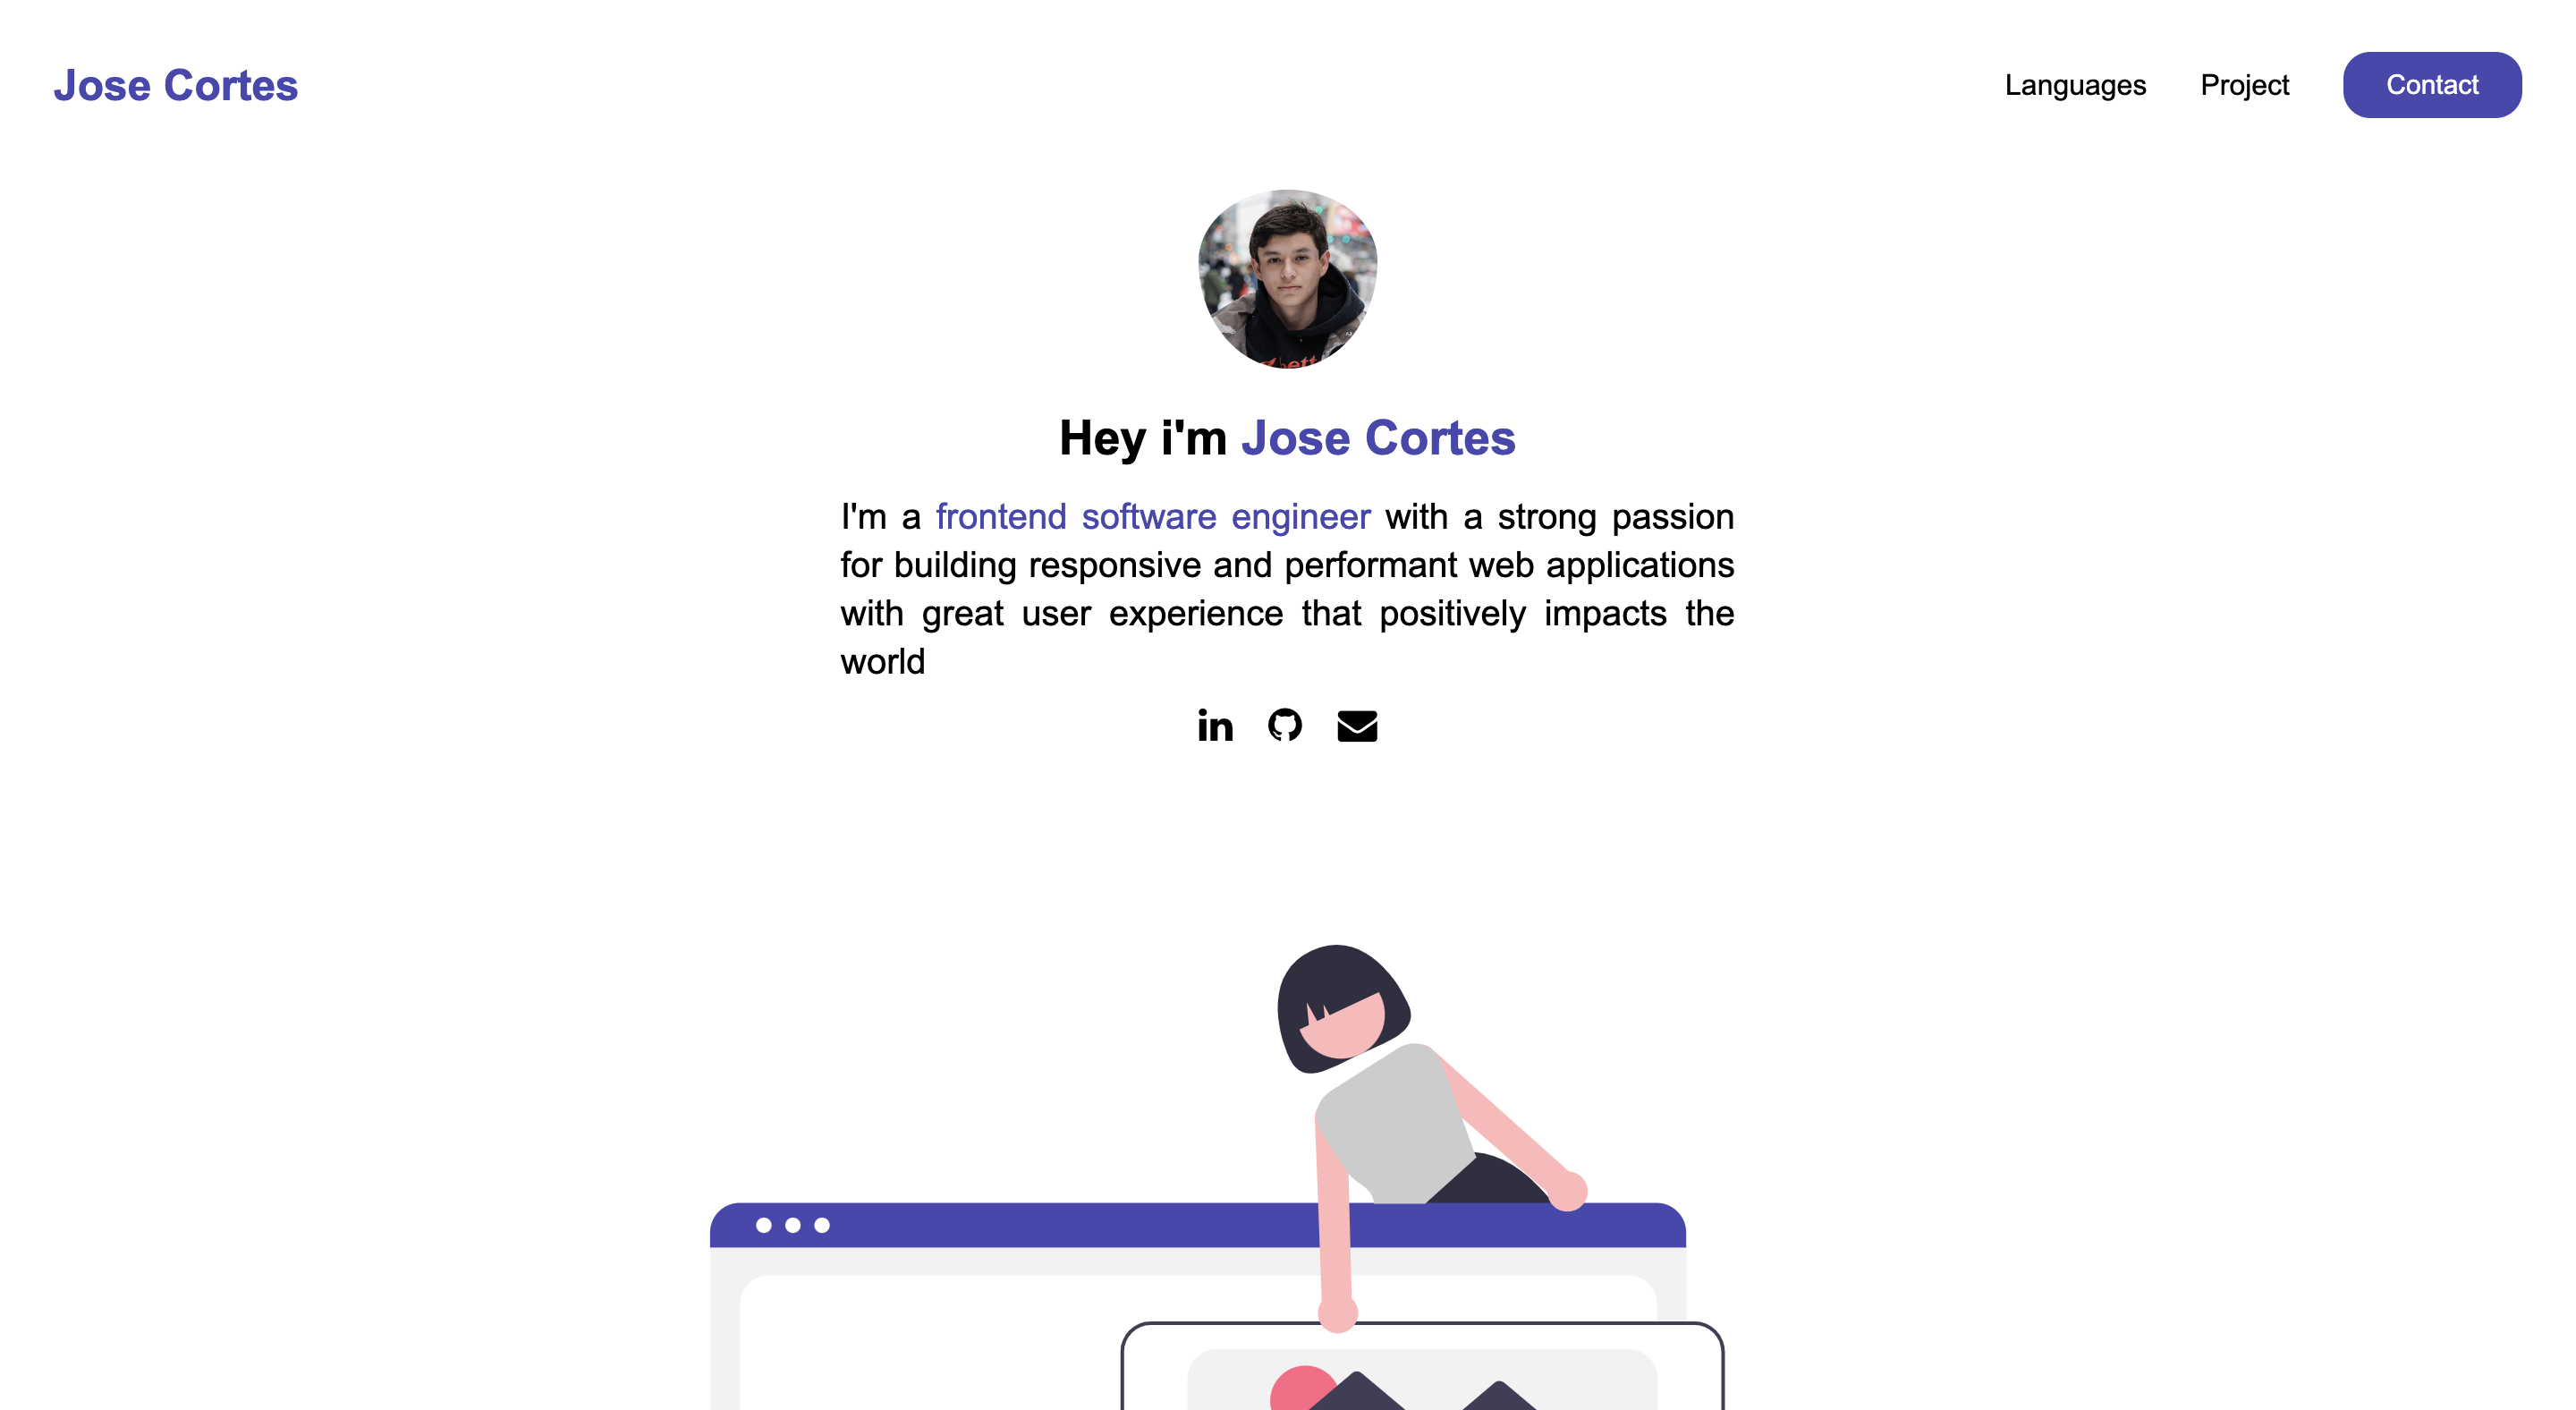 Jose Cortes
Languages Project Contact
Hey i'm Jose Cortes
I'm a frontend software engineer with a strong passion
for building responsive and performant web applications
with great user experience that positively impacts the
world
in